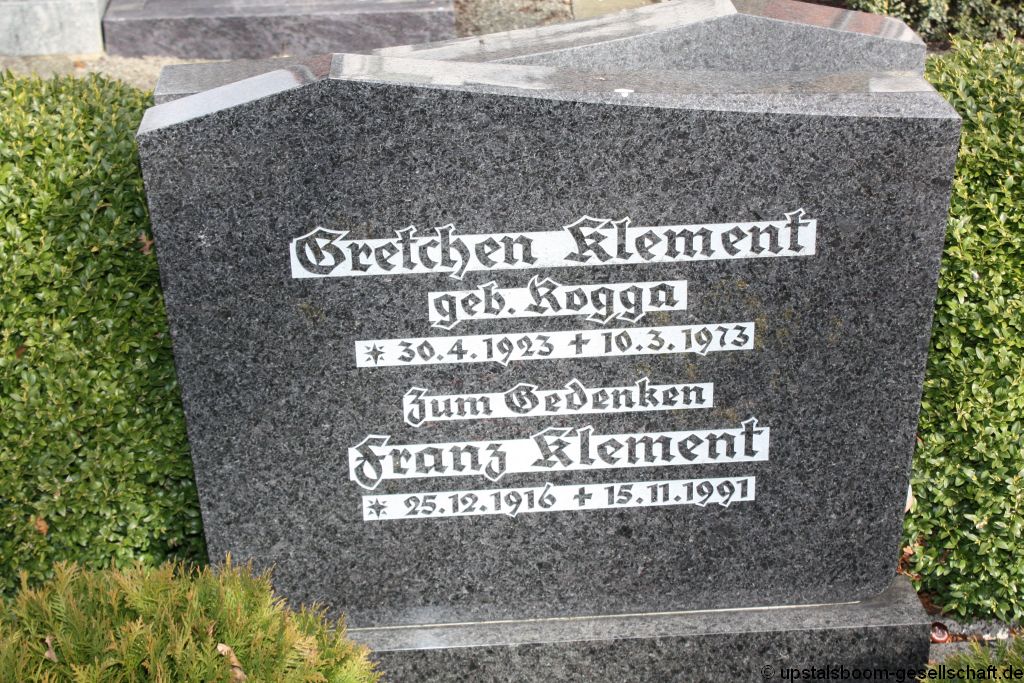 Gretchen Klement
geb. Kogga
* 30.4.1923 + 10.3.1973
Zum Gedenken
Franz Klement
* 25.12.1916 + 15.11.1991
© upstalsboom-gesellschaft.de